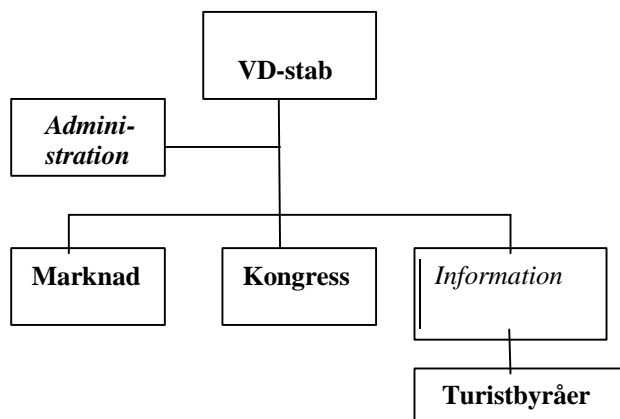 VD-stab
Admini-
stration
Marknad
Kongress
Information
Turistbyråer